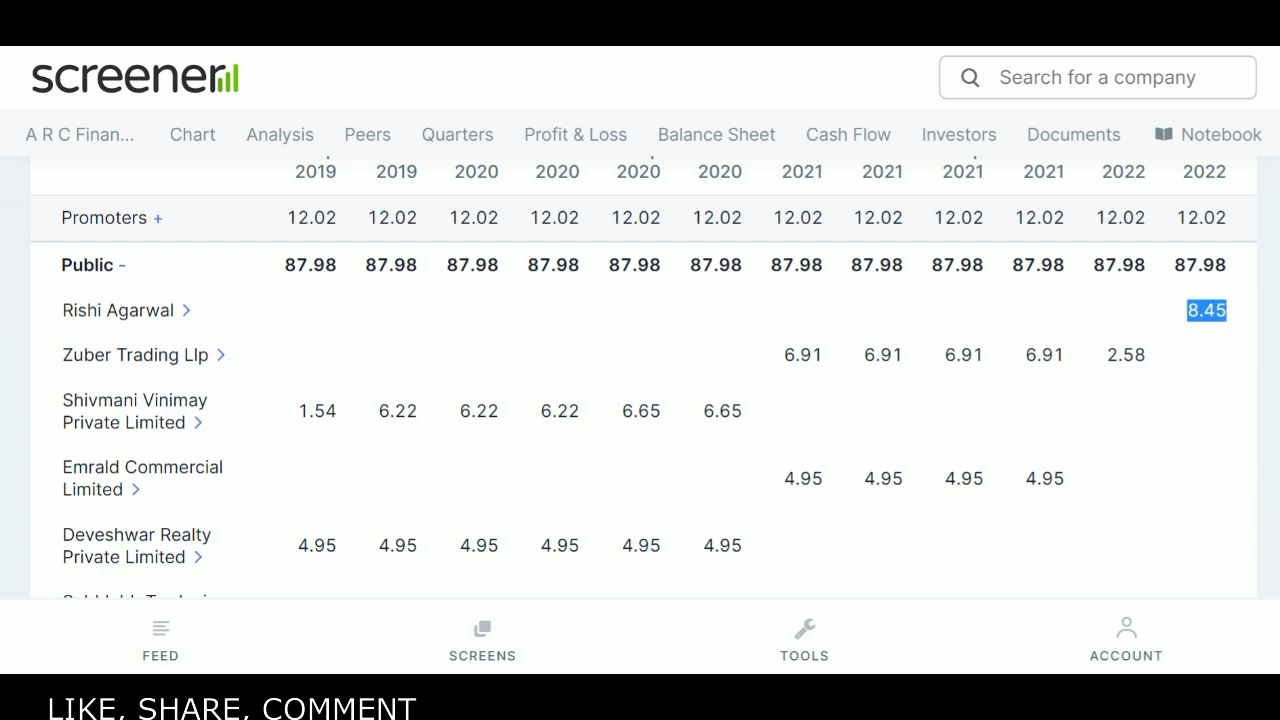 screener
Search for a company
A R C Finan... Chart Analysis Peers Quarters Profit & Loss Balance Sheet Cash Flow Investors Documents Notebook
2019 2019 2020 2020 2020 2020 2021 2021 2021 2021 2022 2022
Promoters + 12.02 12.02 12.02 12.02 12.02 12.02 12.02 12.02 12.02 12.02 12.02 12.02
Public - 87.98 87.98 87.98 87.98 87.98 87.98 87.98 87.98 87.98 87.98 87.98 87.98
Rishi Agarwal > 8.45
Zuber Trading Llp > 6.91 6.91 6.91 6.91 2.58
Shivmani Vinimay
Private Limited > 1.54 6.22 6.22 6.22 6.65 6.65
Emrald Commercial
Limited > 4.95 4.95 4.95 4.95
Deveshwar Realty
Private Limited > 4.95 4.95 4.95 4.95 4.95 4.95
FEED SCREENS TOOLS ACCOUNT
LIKE, SHARE, COMMENT